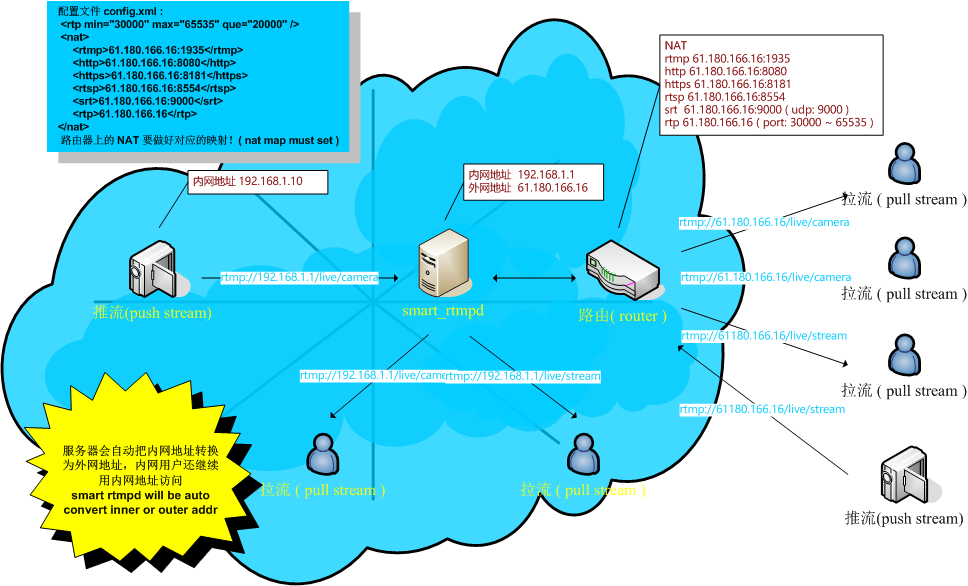 配置文件 config.xml :
<rtp min="30000" max="65535" que="20000" />
<nat>
<rtmp>61.180.166.16:1935</rtmp>
<http>61.180.166.16:8080</http>
<https>61.180.166.16:8181</https>
<rtsp>61.180.166.16:8554</rtsp>
<srt>61.180.166.16:9000</srt>
<rtp>61.180.166.16</rtp>
</nat>
路由器上的 NAT 要做好对应的映射! ( nat map must set )
NAT
rtmp 61.180.166.16:1935
http 61.180.166.16:8080
https 61.180.166.16:8181
rtsp 61.180.166.16:8554
srt 61.180.166.16:9000 ( udp: 9000 )
rtp 61.180.166.16 ( port: 30000 ~ 65535 )
内网地址 192.168.1.10
内网地址 192.168.1.1
外网地址 61.180.166.16
拉流 ( pull stream )
rtmp://61.180.166.16/live/camera
rtmp://192.168.1.1/live/camera
rtmp://61.180.166.16/live/camera
拉流 ( pull stream )
推流(push stream)
smart_rtmpd
路由( router )
rtmp://61180.166.16/live/stream
rtmp://192.168.1.1/live/came
rtmp://192.168.1.1/live/stream
拉流 ( pull stream )
rtmp://61180.166.16/live/stream
服务器会自动把内网地址转换
为外网地址，内网用户还继续
用内网地址访问
smart rtmpd will be auto
convert inner or outer addr
拉流 ( pull stream )
拉流 ( pull stream )
推流(push stream)